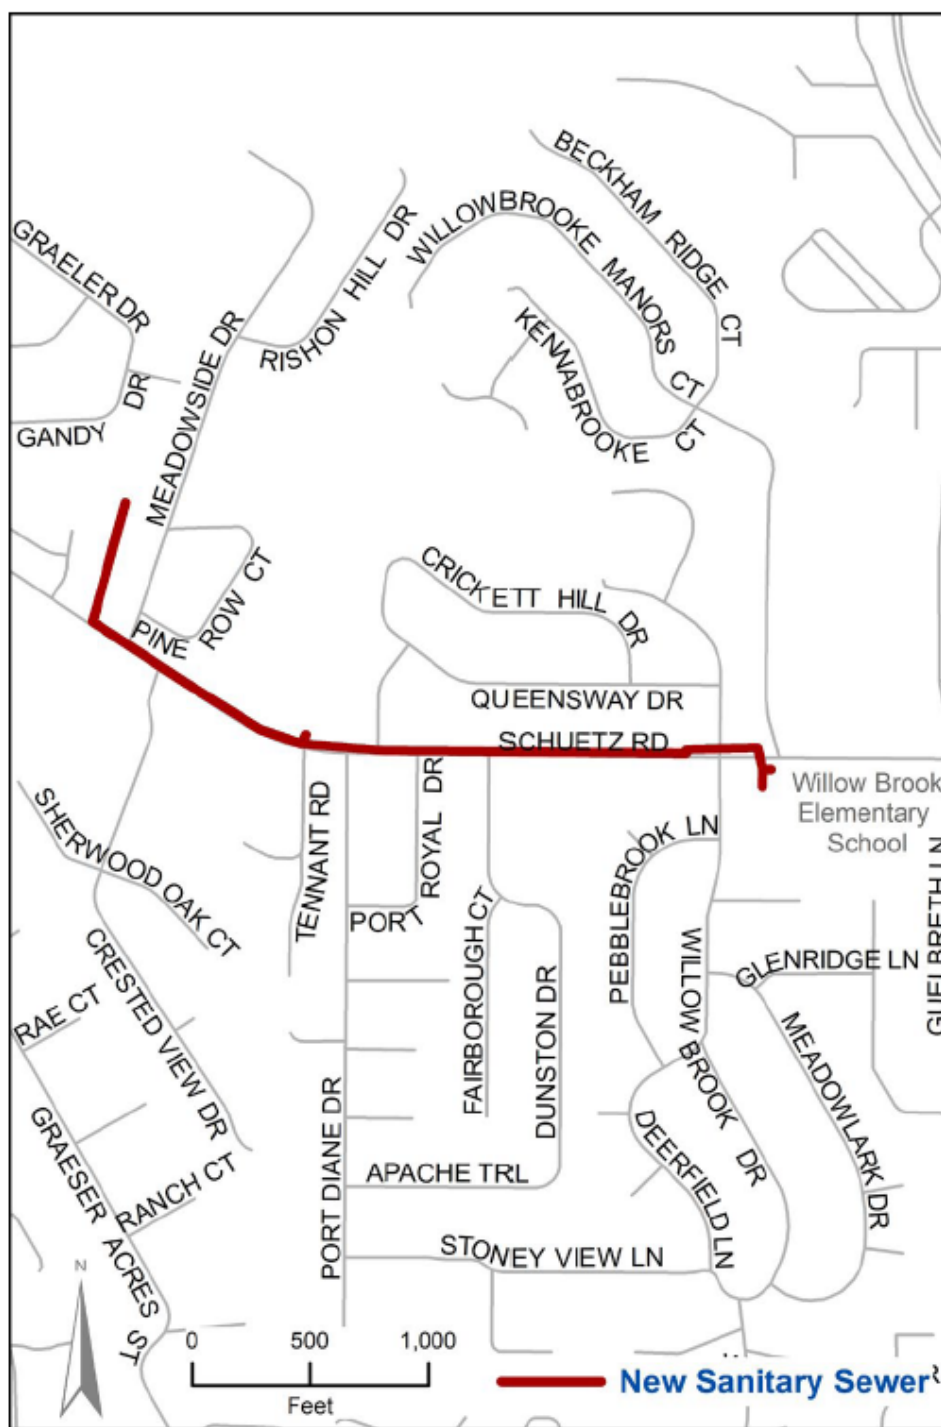 BECKHAM RIDGE CT
WILLOWBROOKE MANORS CT
GRAELER DR
RISHON HILL DR
MEADOWSIDE DR
KENNABROOKE CT
GANDY DR
CRICKETT HILL DR
PINE ROW CT
QUEENSWAY DR
SCHUETZ RD
Willow Brook
Elementary
School
SHERWOOD OAK CT
TENNANT RD
PORT ROYAL DR
PEBBLEBROOK LN
GUELBRETH LN
CRESTED VIEW DR
FAIRBOROUGH CT
DUNSTON DR
WILLOW BROOK DR
GLENRIDGE LN
RAE CT
MEADOWLARK DR
GRAESER ACRES ST
PORT DIANE DR
DEERFIELD LN
RANCH CT
APACHE TRL
STONEY VIEW LN
N
0 500 1,000
Feet
New Sanitary Sewer